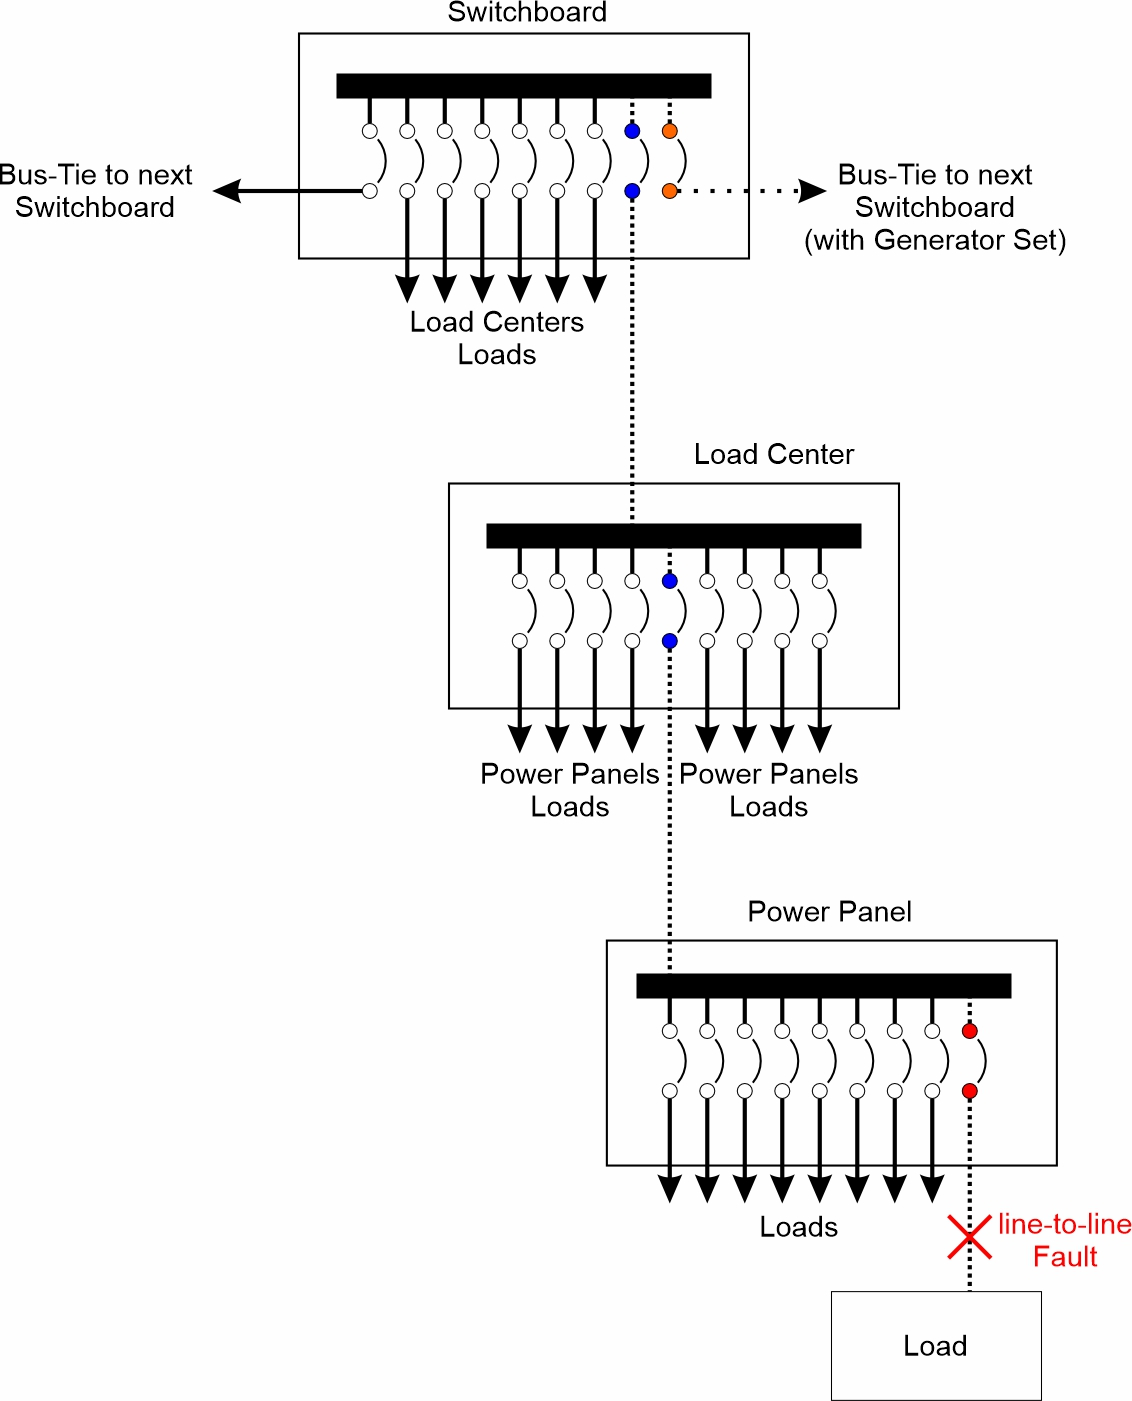 Switchboard
Bus-Tie to next
Switchboard
Bus-Tie to next
Switchboard
(with Generator Set)
Load Centers
Loads
Load Center
Power Panels
Loads
Power Panels
Loads
Power Panel
Loads
line-to-line
Fault
Load